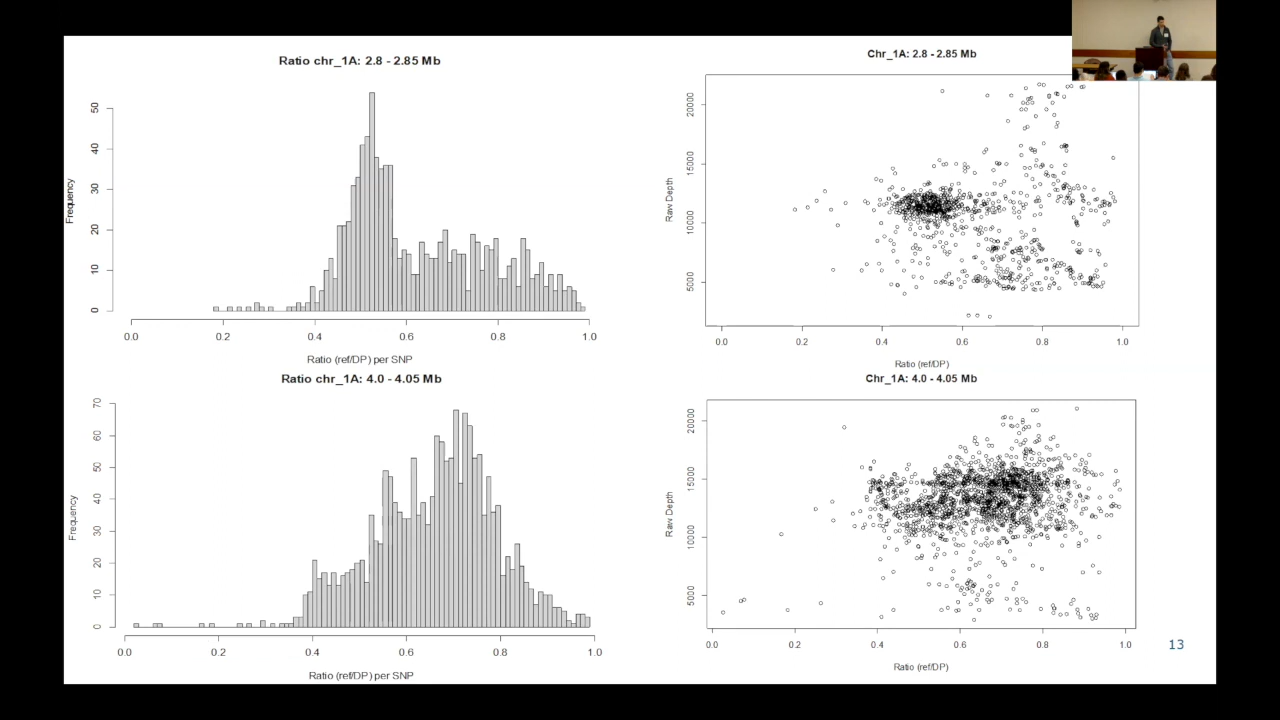 Ratio chr_1A: 2.8 - 2.85 Mb
Frequency
0 10 20 30 40 50
0.0 0.2 0.4 0.6 0.8 1.0
Ratio (ref/DP) per SNP
Chr_1A: 2.8 - 2.85 Mb
Raw Depth
5000 10000 15000 20000
0.0 0.2 0.4 0.6 0.8 1.0
Ratio (ref/DP)
Ratio chr_1A: 4.0 - 4.05 Mb
Frequency
0 10 20 30 40 50 60 70
0.0 0.2 0.4 0.6 0.8 1.0
Ratio (ref/DP) per SNP
Chr_1A: 4.0 - 4.05 Mb
Raw Depth
5000 10000 15000 20000
0.0 0.2 0.4 0.6 0.8 1.0
Ratio (ref/DP)
13